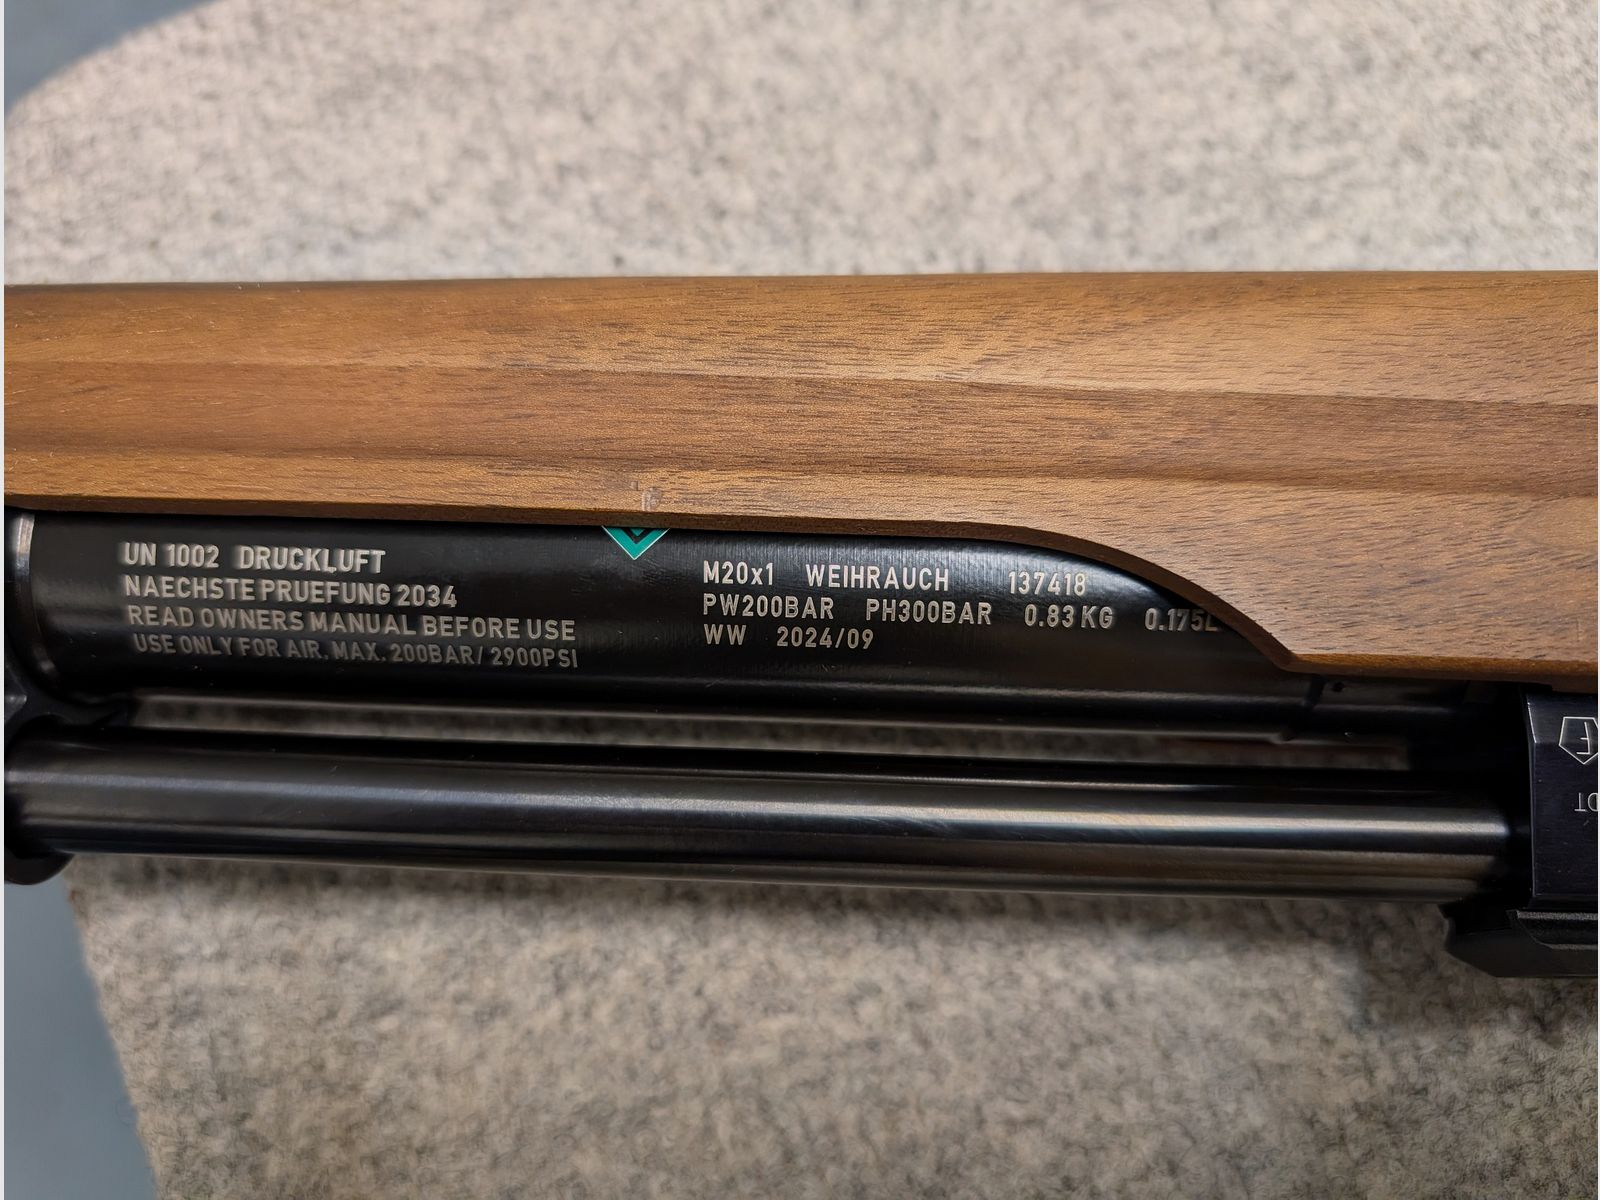 UN 1002 DRUCKLUFT
NAECHSTE PRUEFUNG 2034
READ OWNERS MANUAL BEFORE USE
USE ONLY FOR AIR. MAX. 200BAR/ 2900PSI
M20x1 WEIHRAUCH 137418
PW200BAR PH300BAR 0.83 KG 0.175L
WW 2024/09
F